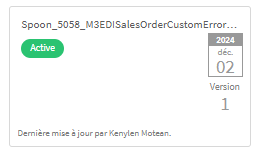 Spoon_5058_M3EDISalesOrderCustomError...
Active
2024
déc.
02
Version
1
Dernière mise à jour par Kenylen Motean.